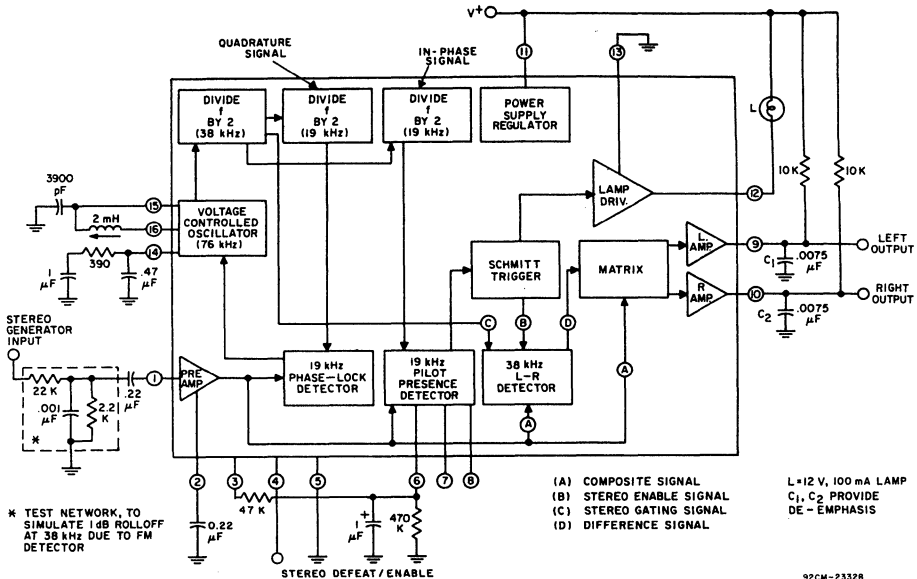 V+
QUADRATURE
SIGNAL
IN-PHASE
SIGNAL
11
13
DIVIDE
f
BY 2
(38 kHz)
DIVIDE
f
BY 2
(19 kHz)
DIVIDE
f
BY 2
(19 kHz)
POWER
SUPPLY
REGULATOR
L
10 K
10 K
LAMP
DRIV.
12
3900
pF
15
2 mH
16
14
390
1
μF
.47
μF
VOLTAGE
CONTROLLED
OSCILLATOR
(76 kHz)
SCHMITT
TRIGGER
MATRIX
L.
AMP.
9
C1
.0075
μF
LEFT
OUTPUT
R
AMP.
10
C2
.0075
μF
RIGHT
OUTPUT
C
B
D
A
A
STEREO
GENERATOR
INPUT
22 K
.001
μF
2.2
K
*
.22
μF
1
PRE
AMP
19 kHz
PHASE-LOCK
DETECTOR
19 kHz
PILOT
PRESENCE
DETECTOR
38 kHz
L-R
DETECTOR
2
3
4
5
6
7
8
47 K
0.22
μF
+
1
μF
470
K
STEREO DEFEAT/ENABLE
* TEST NETWORK, TO
SIMULATE 1dB ROLLOFF
AT 38 kHz DUE TO FM
DETECTOR
(A) COMPOSITE SIGNAL
(B) STEREO ENABLE SIGNAL
(C) STEREO GATING SIGNAL
(D) DIFFERENCE SIGNAL
L=12 V, 100 mA LAMP
C1, C2 PROVIDE
DE-EMPHASIS
92CM-23328